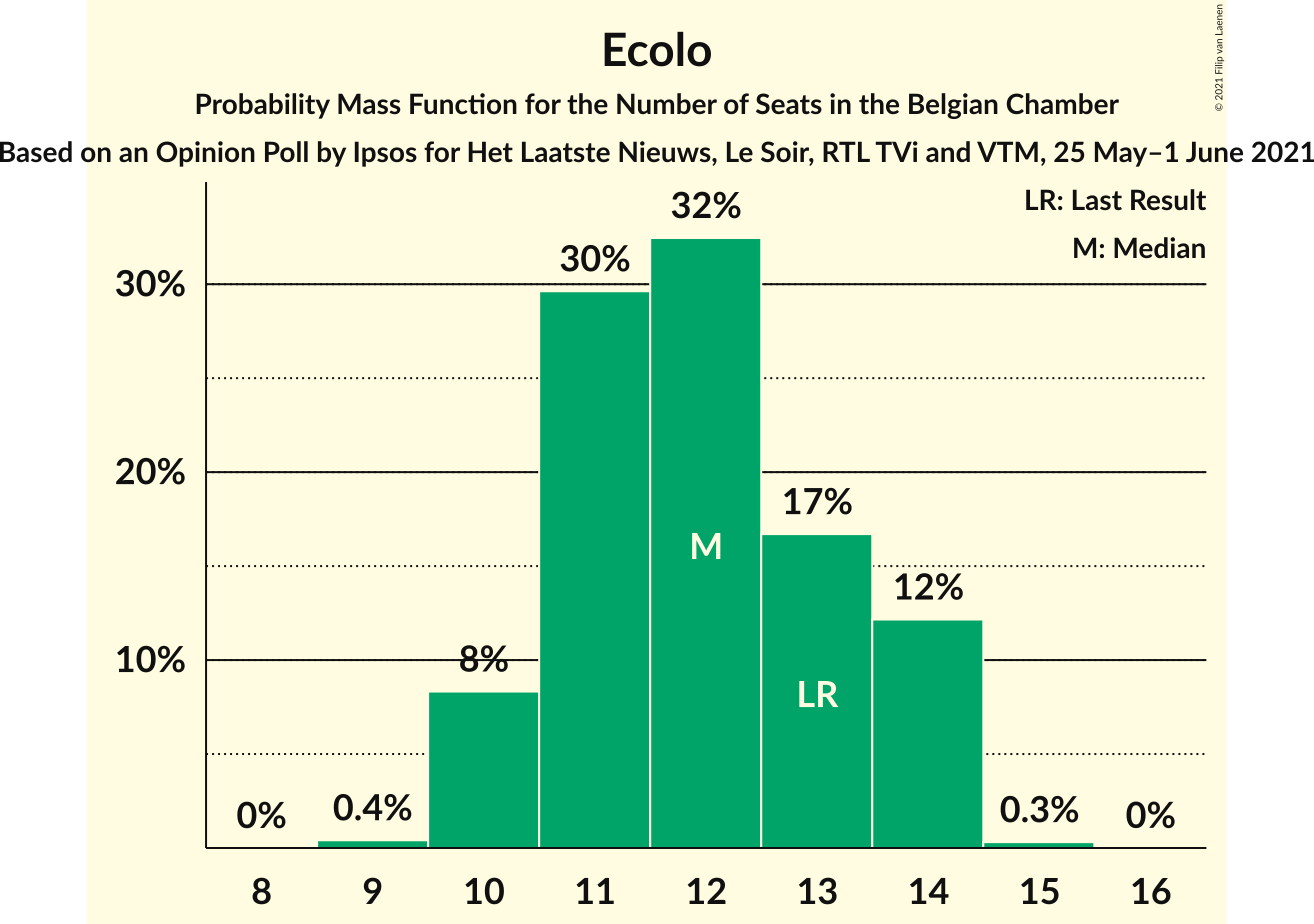 Ecolo
Probability Mass Function for the Number of Seats in the Belgian Chamber
Based on an Opinion Poll by Ipsos for Het Laatste Nieuws, Le Soir, RTL TVi and VTM, 25 May–1 June 2021
© 2021 Filip van Laenen
LR: Last Result
M: Median
30%
20%
10%
0%
0.4%
8%
30%
32%
17%
12%
0.3%
0%
M
LR
8 9 10 11 12 13 14 15 16